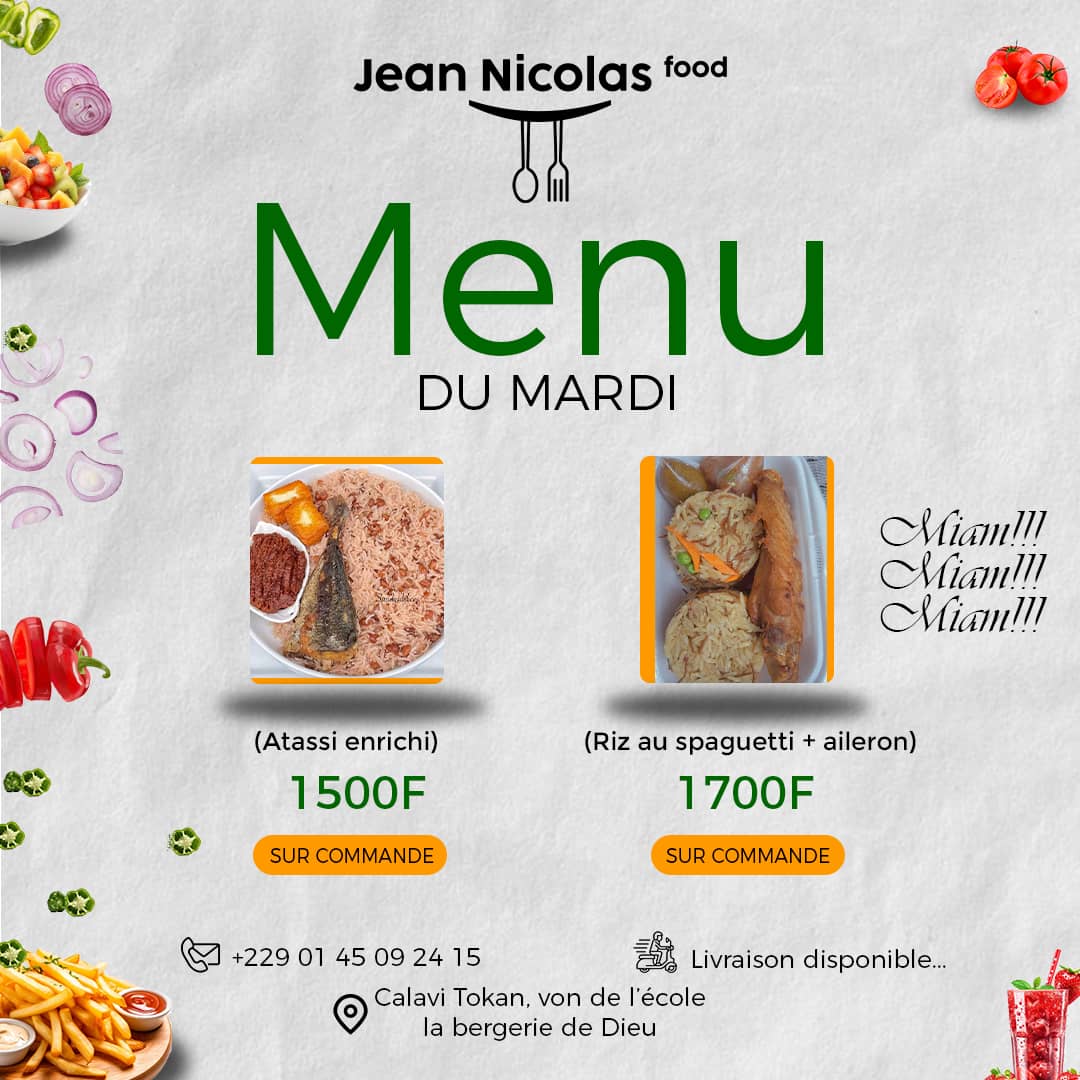 Jean Nicolas food
Menu
DU MARDI
Miam!!!
Miam!!!
Miam!!!
(Atassi enrichi)
1500F
SUR COMMANDE
(Riz au spaguetti + aileron)
1700F
SUR COMMANDE
+229 01 45 09 24 15
Livraison disponible...
Calavi Tokan, von de l'école
la bergerie de Dieu